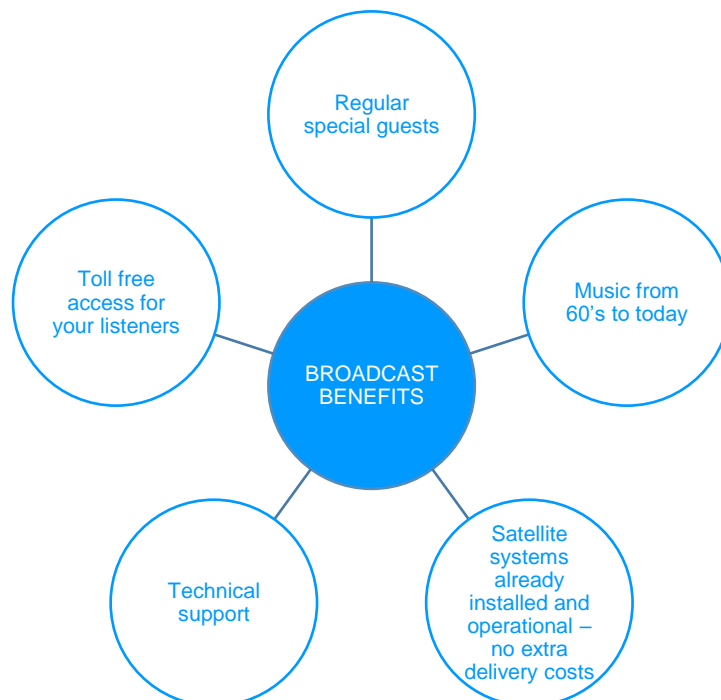 Regular
special guests
Toll free
access for
your listeners
Music from
60’s to today
BROADCAST
BENEFITS
Technical
support
Satellite
systems
already
installed and
operational –
no extra
delivery costs